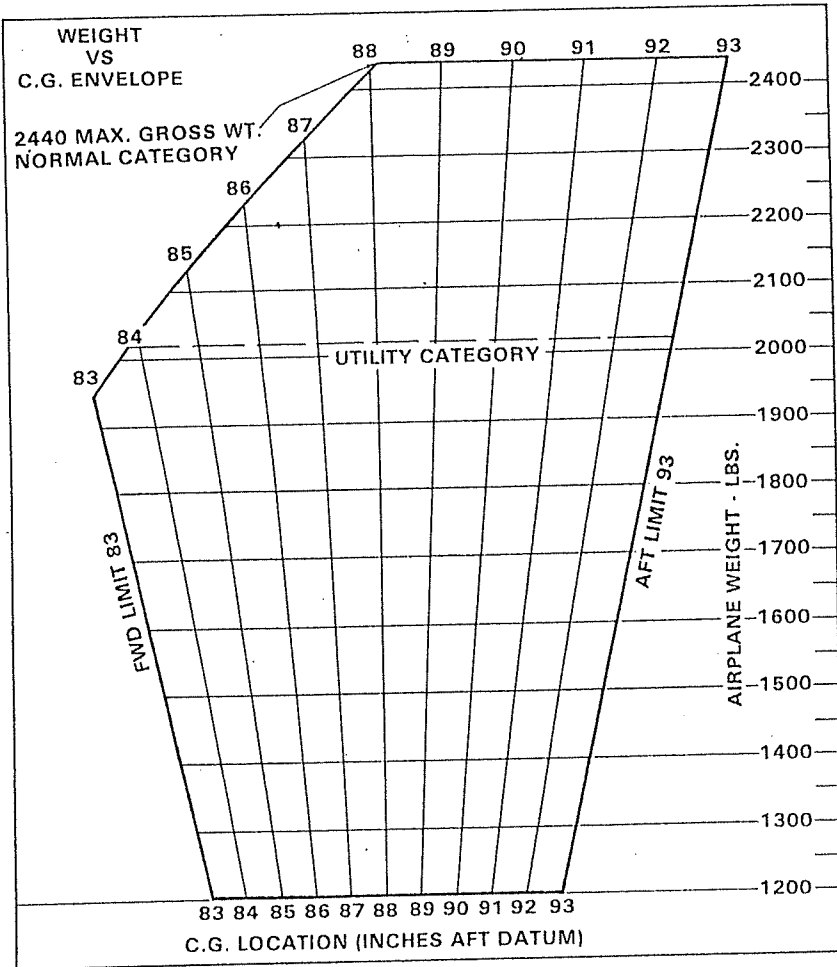 WEIGHT
VS
C.G. ENVELOPE
2440 MAX. GROSS WT.
NORMAL CATEGORY
88 89 90 91 92 93
87
86
85
84
83
UTILITY CATEGORY
FWD LIMIT 83
AFT LIMIT 93
AIRPLANE WEIGHT - LBS.
2400
2300
2200
2100
2000
1900
1800
1700
1600
1500
1400
1300
1200
83 84 85 86 87 88 89 90 91 92 93
C.G. LOCATION (INCHES AFT DATUM)